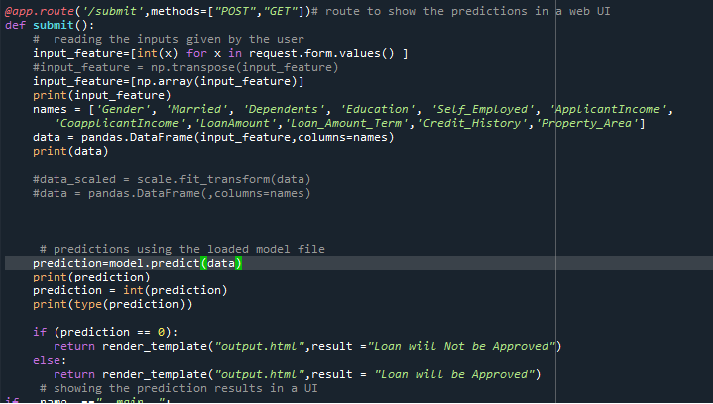 @app.route('/submit',methods=["POST","GET"])# route to show the predictions in a web UI
def submit():
    #  reading the inputs given by the user
    input_feature=[int(x) for x in request.form.values() ]
    #input_feature = np.transpose(input_feature)
    input_feature=[np.array(input_feature)]
    print(input_feature)
    names = ['Gender', 'Married', 'Dependents', 'Education', 'Self_Employed', 'ApplicantIncome',
       'CoapplicantIncome','LoanAmount','Loan_Amount_Term','Credit_History','Property_Area']
    data = pandas.DataFrame(input_feature,columns=names)
    print(data)
    #data_scaled = scale.fit_transform(data)
    #data = pandas.DataFrame(,columns=names)
     # predictions using the loaded model file
    prediction=model.predict(data)
    print(prediction)
    prediction = int(prediction)
    print(type(prediction))
    if (prediction == 0):
       return render_template("output.html",result ="Loan wiil Not be Approved")
    else:
       return render_template("output.html",result = "Loan will be Approved")
     # showing the prediction results in a UI
if __name__=="__main__":